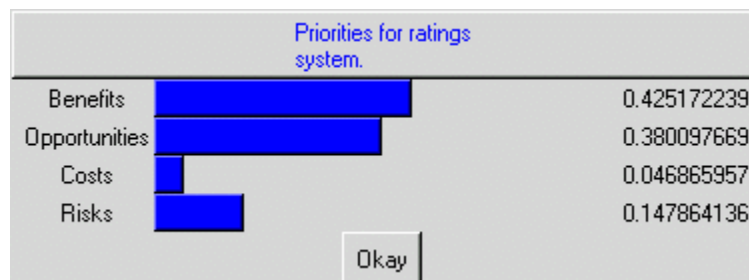 Priorities for ratings
system.
Benefits 0.425172239
Opportunities 0.380097669
Costs 0.046865957
Risks 0.147864136
Okay